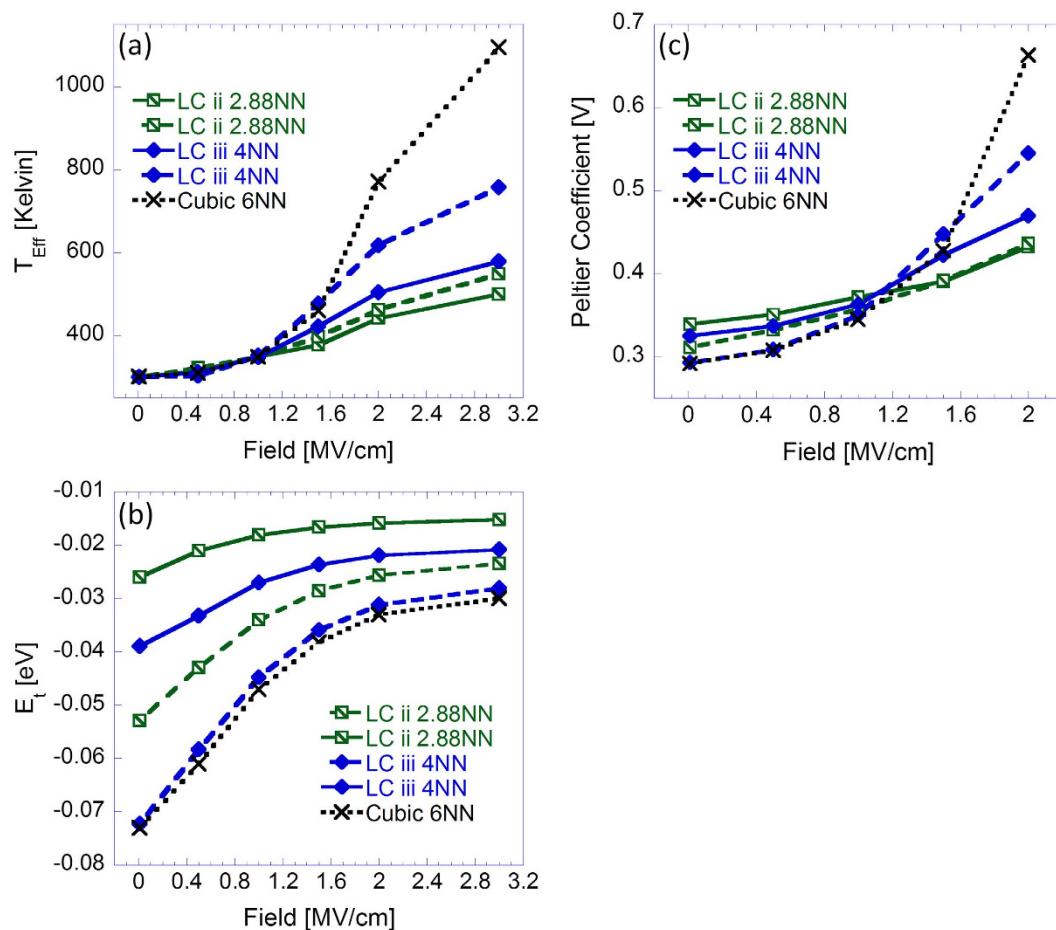 (a)
1000
800
600
400
T_Eff [Kelvin]
LC ii 2.88NN
LC ii 2.88NN
LC iii 4NN
LC iii 4NN
Cubic 6NN
0 0.4 0.8 1.2 1.6 2 2.4 2.8 3.2
Field [MV/cm]
(c)
0.7
0.6
0.5
0.4
0.3
Peltier Coefficient [V]
LC ii 2.88NN
LC ii 2.88NN
LC iii 4NN
LC iii 4NN
Cubic 6NN
0 0.4 0.8 1.2 1.6 2
Field [MV/cm]
(b)
-0.01
-0.02
-0.03
-0.04
-0.05
-0.06
-0.07
-0.08
E_t [eV]
LC ii 2.88NN
LC ii 2.88NN
LC iii 4NN
LC iii 4NN
Cubic 6NN
0 0.4 0.8 1.2 1.6 2 2.4 2.8 3.2
Field [MV/cm]